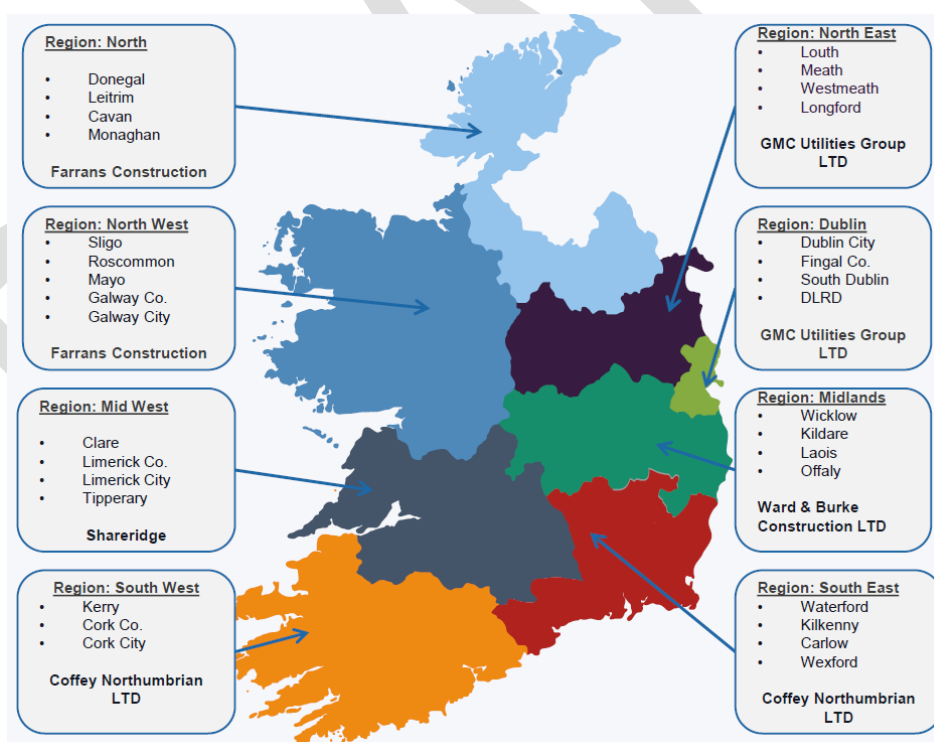 Region: North
Donegal
Leitrim
Cavan
Monaghan
Farrans Construction
Region: North West
Sligo
Roscommon
Mayo
Galway Co.
Galway City
Farrans Construction
Region: Mid West
Clare
Limerick Co.
Limerick City
Tipperary
Shareridge
Region: South West
Kerry
Cork Co.
Cork City
Coffey Northumbrian
LTD
Region: North East
Louth
Meath
Westmeath
Longford
GMC Utilities Group
LTD
Region: Dublin
Dublin City
Fingal Co.
South Dublin
DLRD
GMC Utilities Group
LTD
Region: Midlands
Wicklow
Kildare
Laois
Offaly
Ward & Burke
Construction LTD
Region: South East
Waterford
Kilkenny
Carlow
Wexford
Coffey Northumbrian
LTD